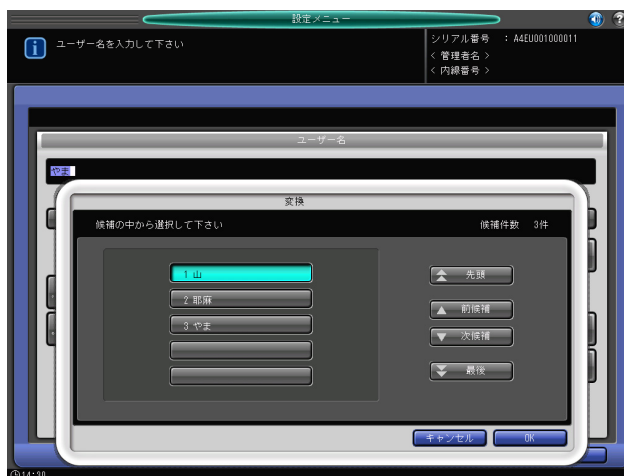 設定メニュー
ユーザー名を入力して下さい
シリアル番号 : A4EU001000011
< 管理者名 >
< 内線番号 >
ユーザー名
やま
変換
候補の中から選択して下さい
候補件数 3件
1 山
2 耶麻
3 やま
先頭
前候補
次候補
最後
キャンセル
OK
14:20